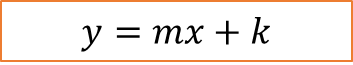 y = mx + k